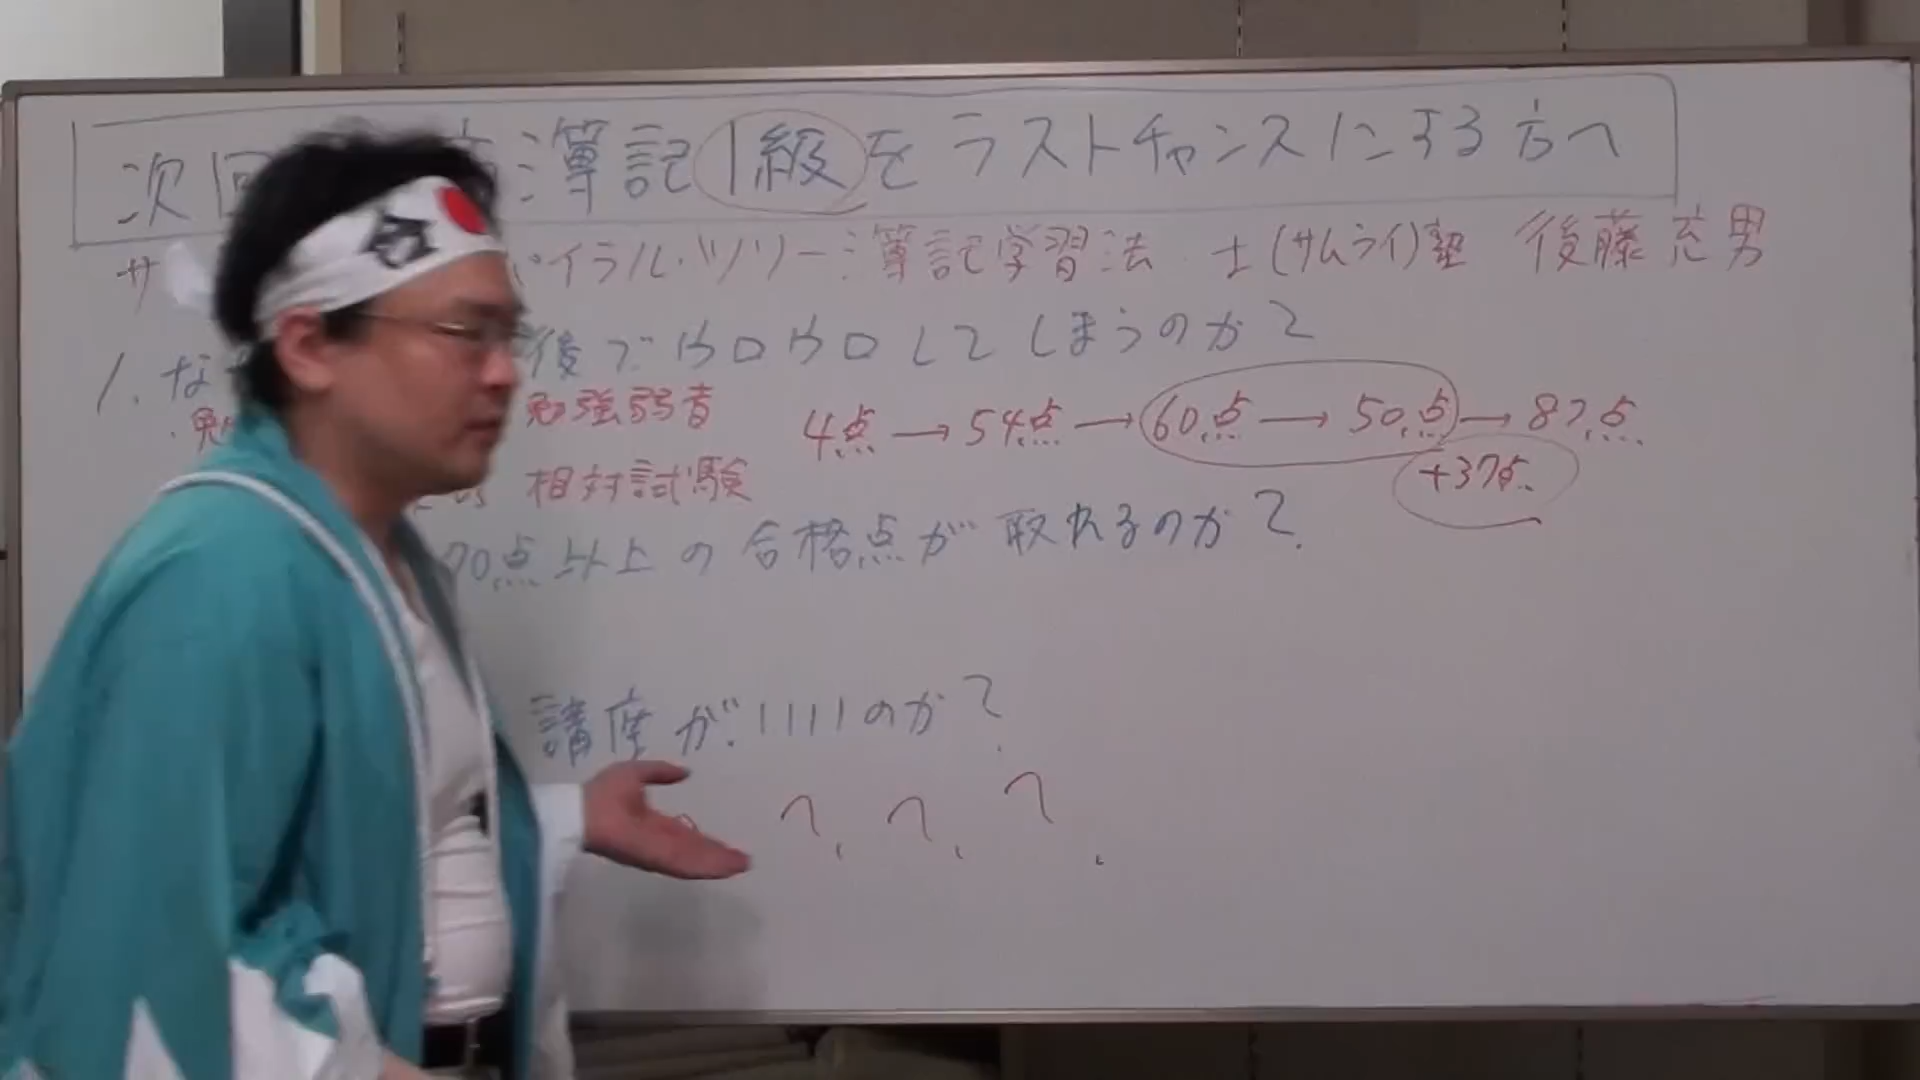 次回 簿記1級をラストチャンスにする方へ
サ パイラル・ツリー簿記学習法 士(サムライ)塾 後藤充男
1. な 後でウロウロしてしまうのか?
・勉 勉強弱者 4点→54点→60点→50点→87点
相対試験 +37点
70点以上の合格点が取れるのか?
講座がいいのか?
? ? ?
必